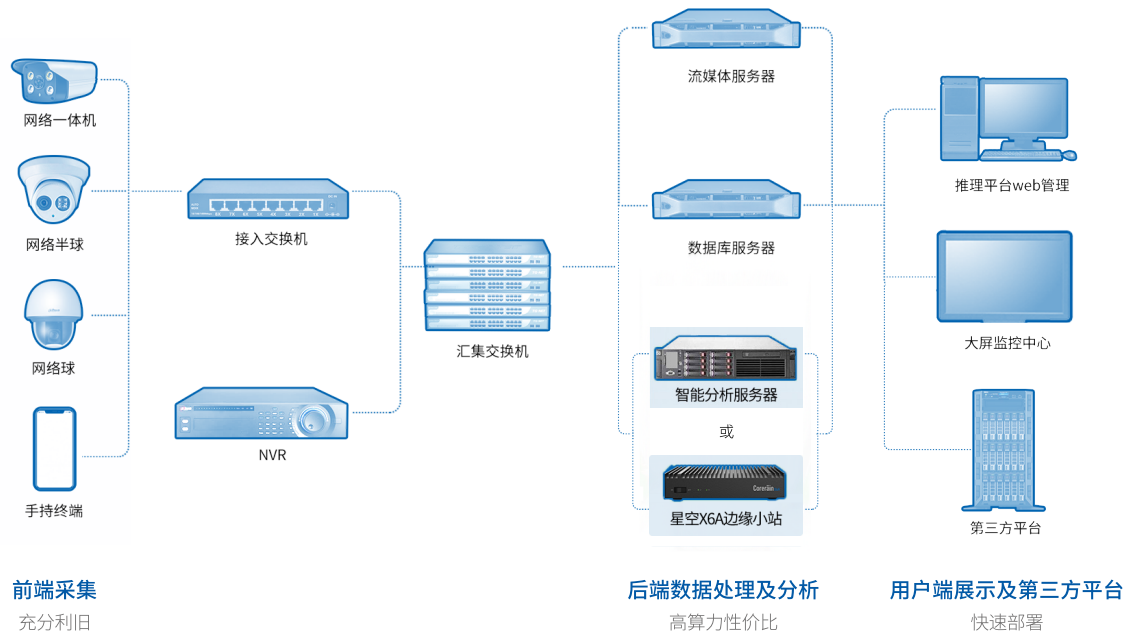 网络一体机
网络半球
网络球
手持终端
接入交换机
NVR
汇集交换机
流媒体服务器
数据库服务器
智能分析服务器
或
星空X6A边缘小站
推理平台web管理
大屏监控中心
第三方平台
前端采集
充分利旧
后端数据处理及分析
高算力性价比
用户端展示及第三方平台
快速部署